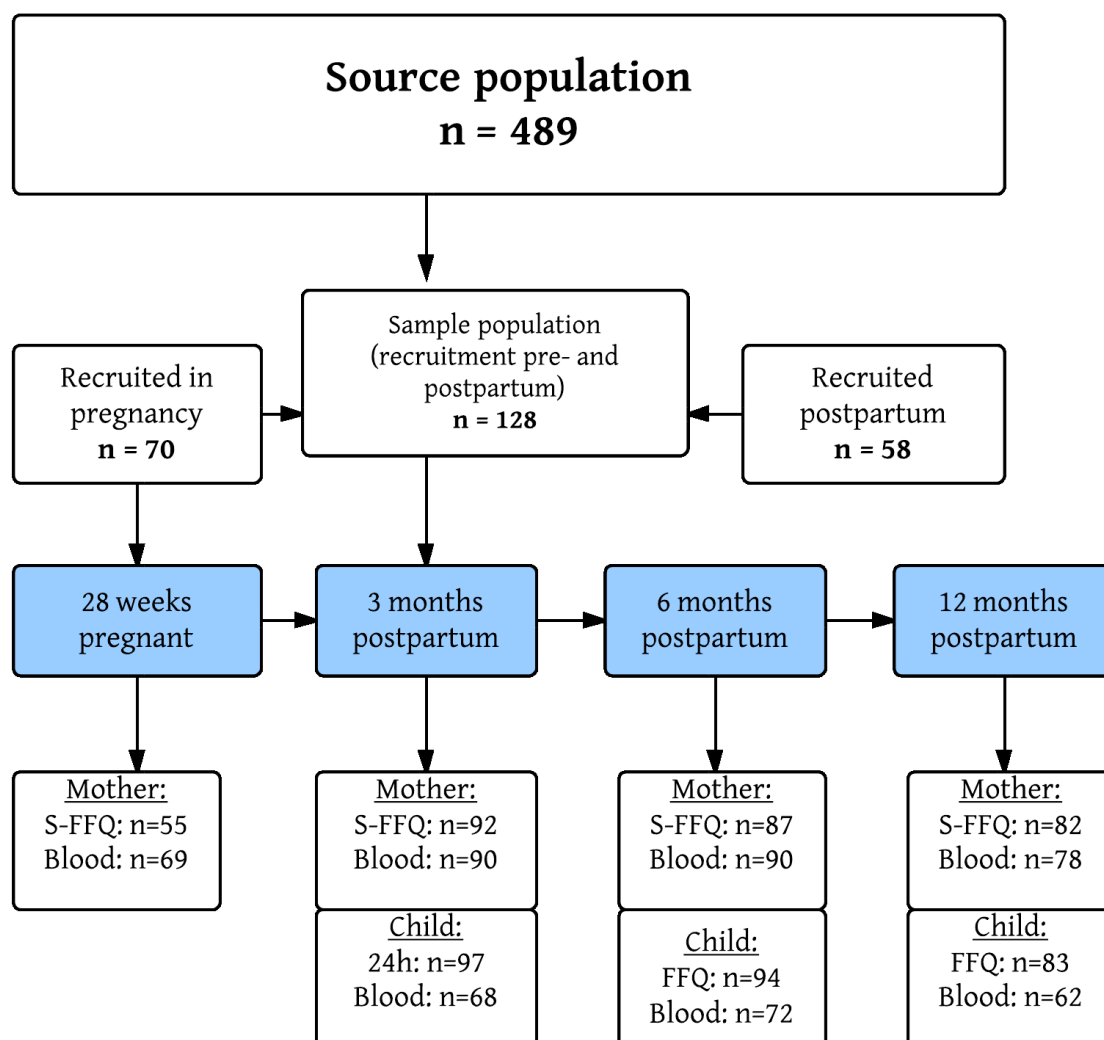 Source population
n = 489
Sample population
(recruitment pre- and
postpartum)
n = 128
Recruited in
pregnancy
n = 70
Recruited
postpartum
n = 58
28 weeks
pregnant
3 months
postpartum
6 months
postpartum
12 months
postpartum
Mother:
S-FFQ: n=55
Blood: n=69
Mother:
S-FFQ: n=92
Blood: n=90
Mother:
S-FFQ: n=87
Blood: n=90
Mother:
S-FFQ: n=82
Blood: n=78
Child:
24h: n=97
Blood: n=68
Child:
FFQ: n=94
Blood: n=72
Child:
FFQ: n=83
Blood: n=62